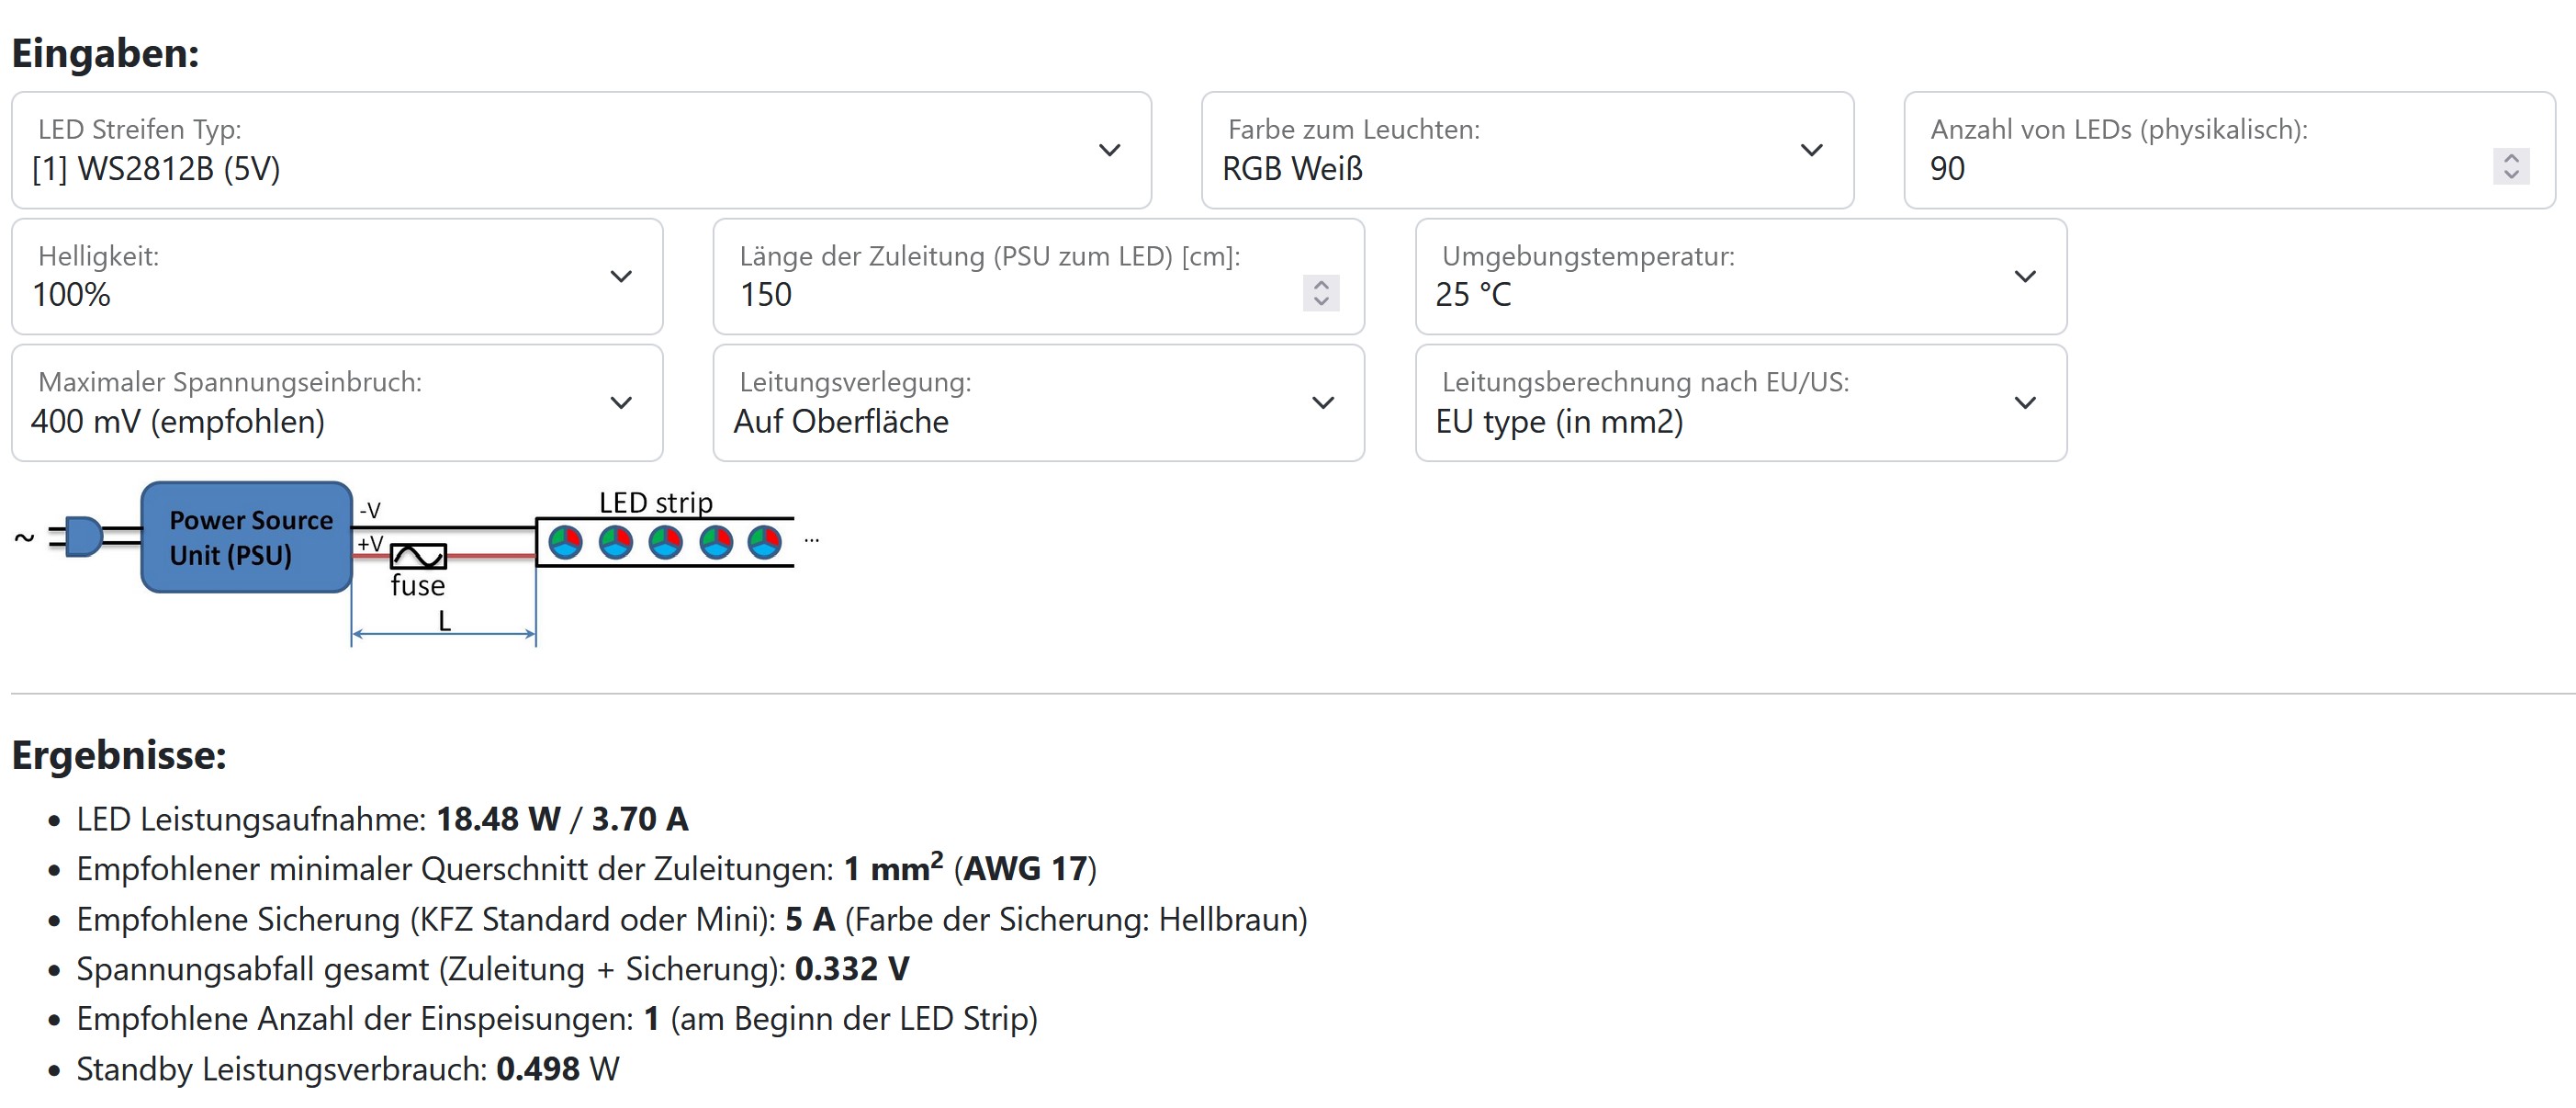 Eingaben:
LED Streifen Typ:
[1] WS2812B (5V)
Farbe zum Leuchten:
RGB Weiß
Anzahl von LEDs (physikalisch):
90
Helligkeit:
100%
Länge der Zuleitung (PSU zum LED) [cm]:
150
Umgebungstemperatur:
25 °C
Maximaler Spannungseinbruch:
400 mV (empfohlen)
Leitungsverlegung:
Auf Oberfläche
Leitungsberechnung nach EU/US:
EU type (in mm2)
~
Power Source
Unit (PSU)
-V
+V
fuse
L
LED strip
...
Ergebnisse:
• LED Leistungsaufnahme: 18.48 W / 3.70 A
• Empfohlener minimaler Querschnitt der Zuleitungen: 1 mm² (AWG 17)
• Empfohlene Sicherung (KFZ Standard oder Mini): 5 A (Farbe der Sicherung: Hellbraun)
• Spannungsabfall gesamt (Zuleitung + Sicherung): 0.332 V
• Empfohlene Anzahl der Einspeisungen: 1 (am Beginn der LED Strip)
• Standby Leistungsverbrauch: 0.498 W